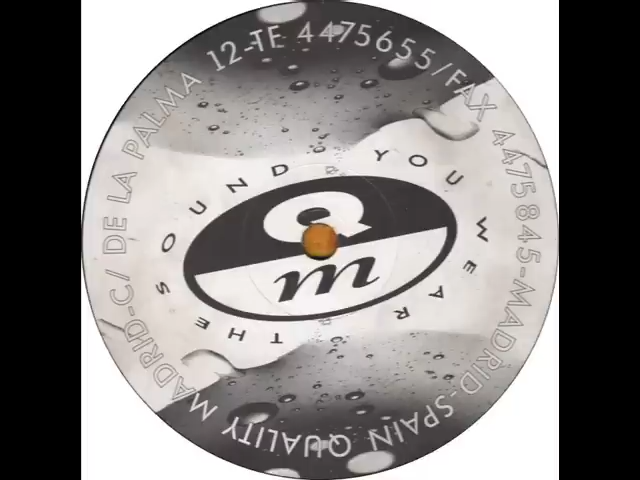 QUALITY MADRID-C/ DE LA PALMA 12-TE 4475655/FAX 4475845-MADRID-SPAIN
THE SOUND YOU WEAR
Q
m